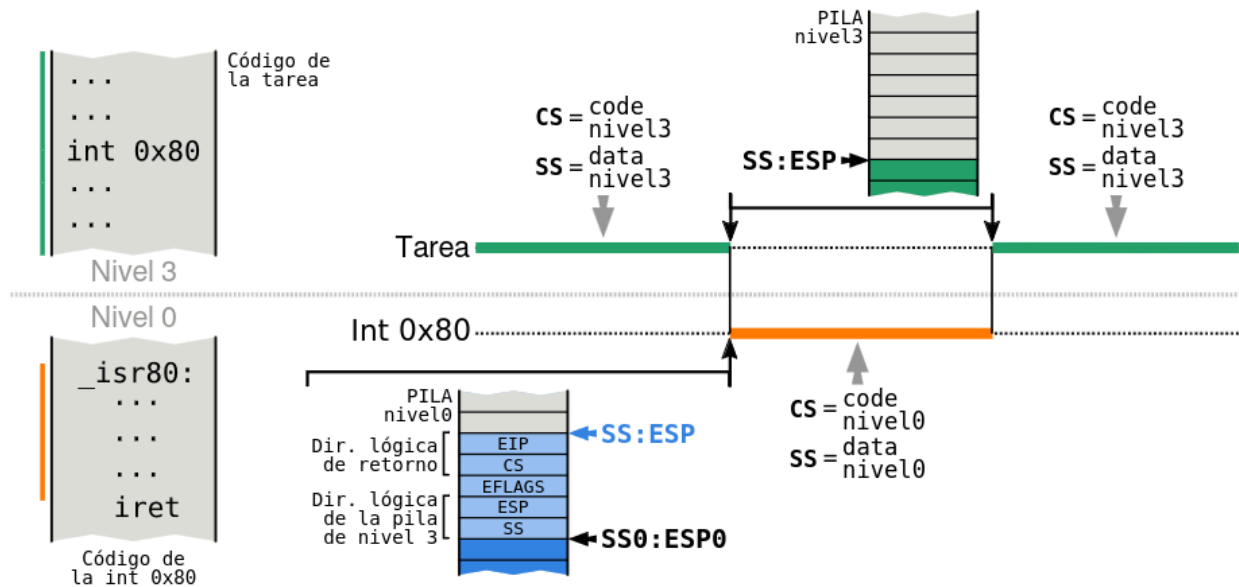 Código de
la tarea
...
...
int 0x80
...
...
Nivel 3
Nivel 0
_isr80:
...
...
...
iret
Código de
la int 0x80
PILA
nivel3
CS = code
nivel3
SS = data
nivel3
SS:ESP
CS = code
nivel3
SS = data
nivel3
Tarea
Int 0x80
CS = code
nivel0
SS = data
nivel0
PILA
nivel0
SS:ESP
Dir. lógica
de retorno
EIP
CS
EFLAGS
Dir. lógica
de la pila
de nivel 3
ESP
SS
SS0:ESP0